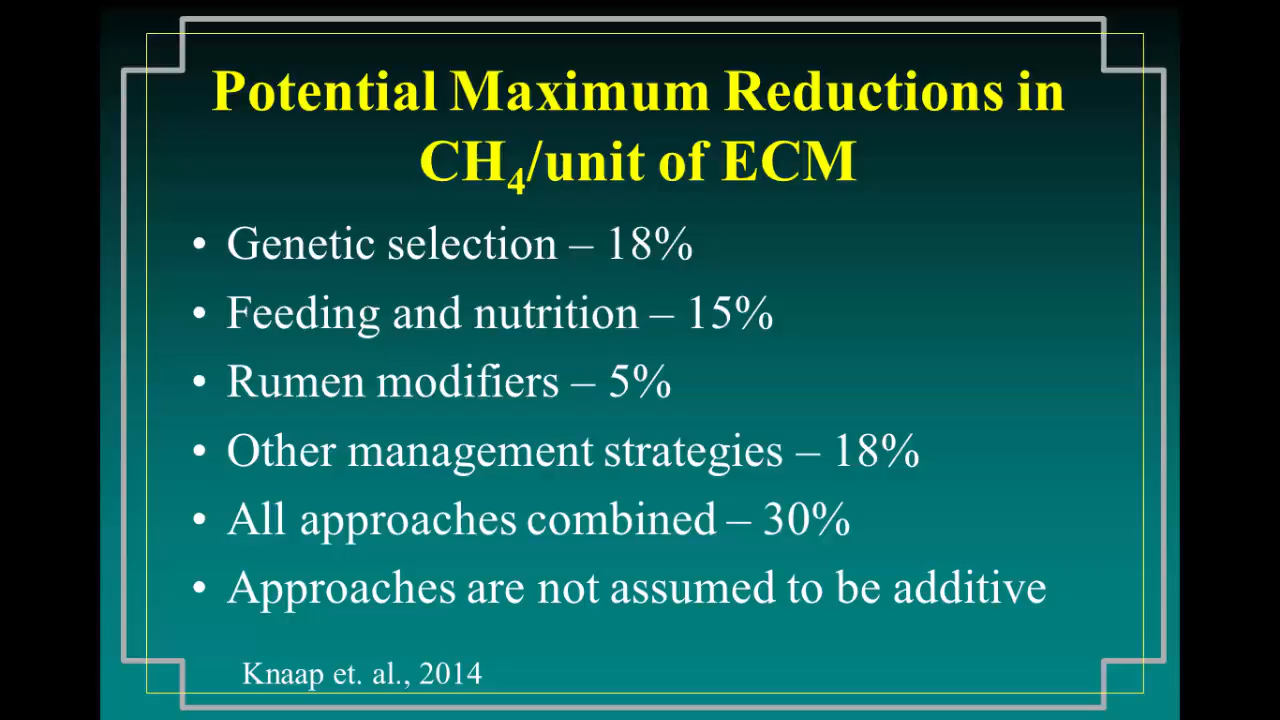 Potential Maximum Reductions in
CH₄/unit of ECM
• Genetic selection – 18%
• Feeding and nutrition – 15%
• Rumen modifiers – 5%
• Other management strategies – 18%
• All approaches combined – 30%
• Approaches are not assumed to be additive
Knaap et. al., 2014